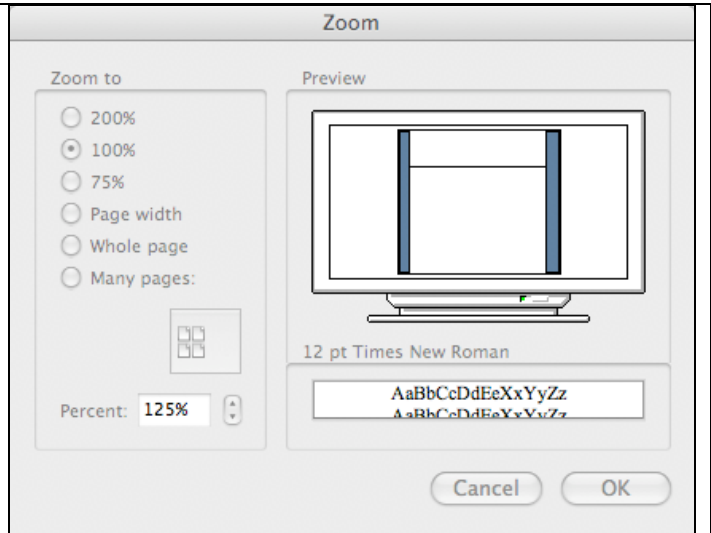 Zoom
Zoom to
200%
100%
75%
Page width
Whole page
Many pages:
Percent: 125%
Preview
12 pt Times New Roman
AaBbCcDdEeXxYyZz
AaBbCcDdEeXxYyZz
Cancel OK